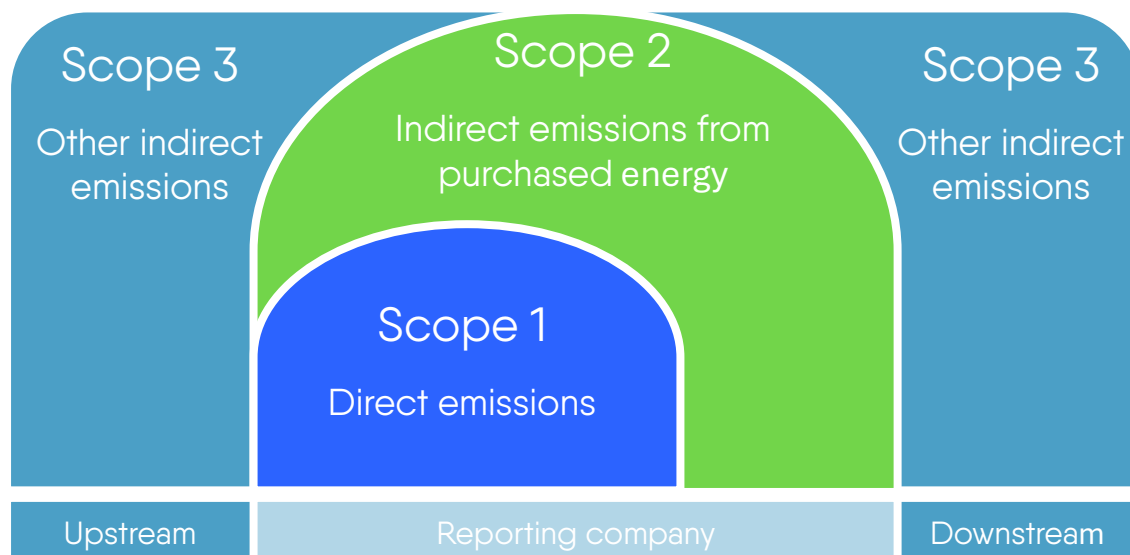 Scope 3
Other indirect
emissions
Scope 2
Indirect emissions from
purchased energy
Scope 3
Other indirect
emissions
Scope 1
Direct emissions
Upstream
Reporting company
Downstream